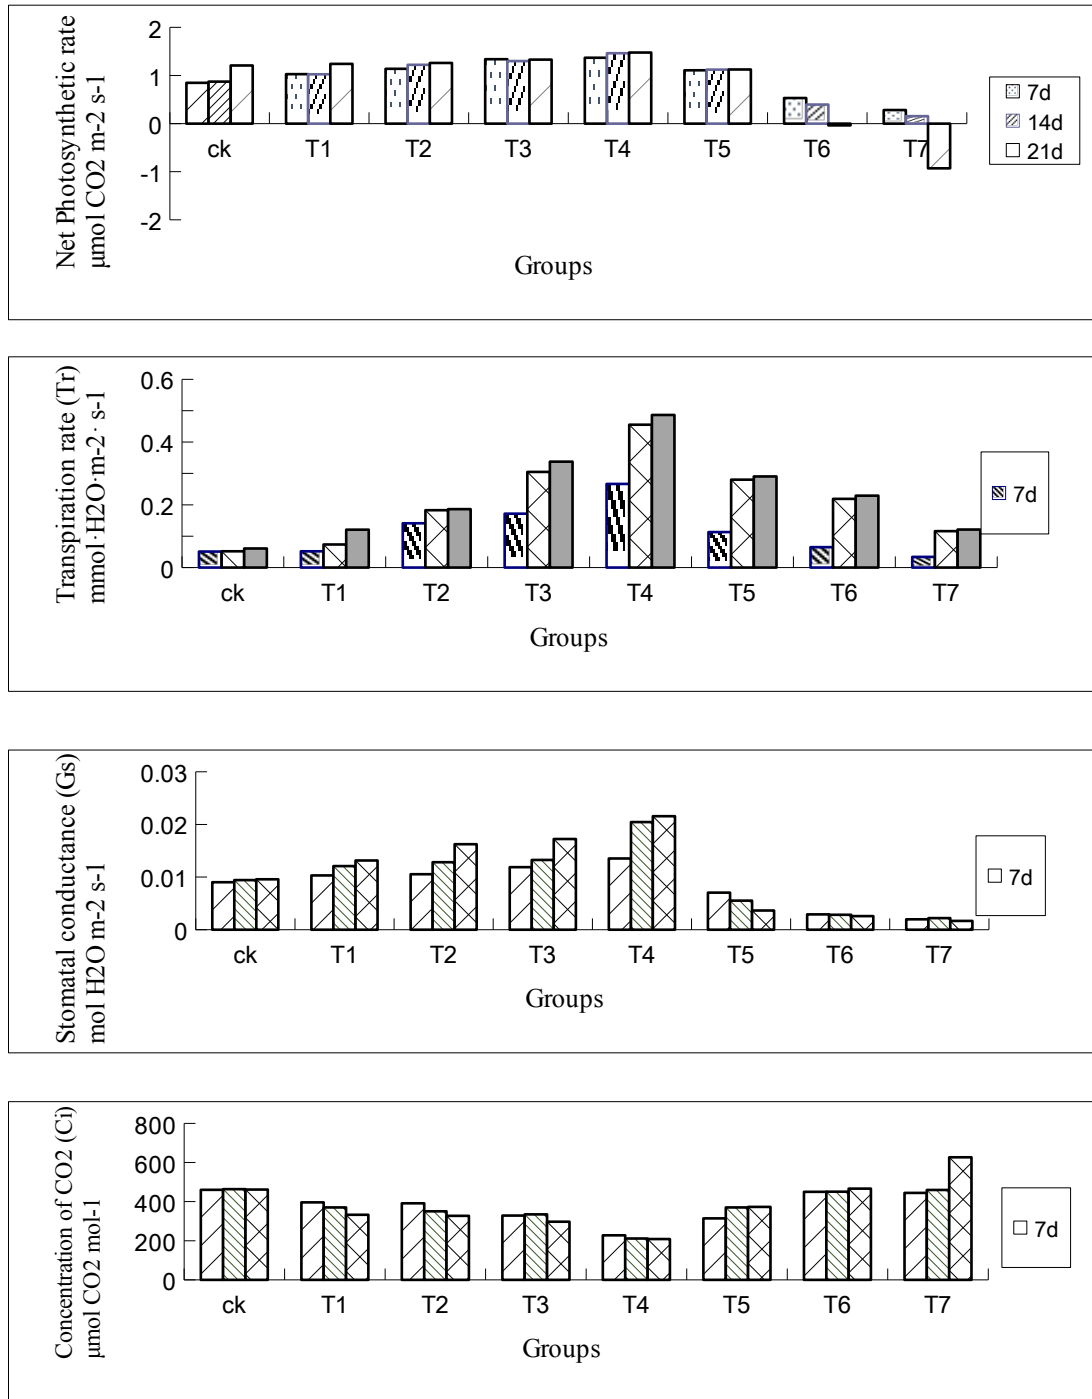 Net Photosynthetic rate
μmol CO2 m-2 s-1
2
1
0
-1
-2
ck T1 T2 T3 T4 T5 T6 T7
Groups
7d
14d
21d
Transpiration rate (Tr)
mmol·H2O·m-2· s-1
0.6
0.4
0.2
0
ck T1 T2 T3 T4 T5 T6 T7
Groups
7d
Stomatal conductance (Gs)
mol H2O m-2 s-1
0.03
0.02
0.01
0
ck T1 T2 T3 T4 T5 T6 T7
Groups
7d
Concentration of CO2 (Ci)
μmol CO2 mol-1
800
600
400
200
0
ck T1 T2 T3 T4 T5 T6 T7
Groups
7d